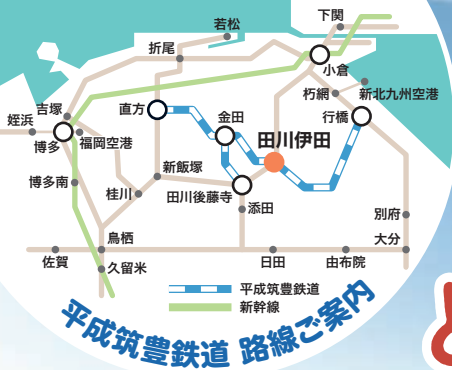 若松
下関
折尾
小倉
朽網
新北九州空港
直方
金田
行橋
姪浜
吉塚
田川伊田
博多
福岡空港
新飯塚
博多南
桂川
田川後藤寺
添田
別府
鳥栖
大分
佐賀
久留米
日田
由布院
平成筑豊鉄道
新幹線
平成筑豊鉄道 路線ご案内